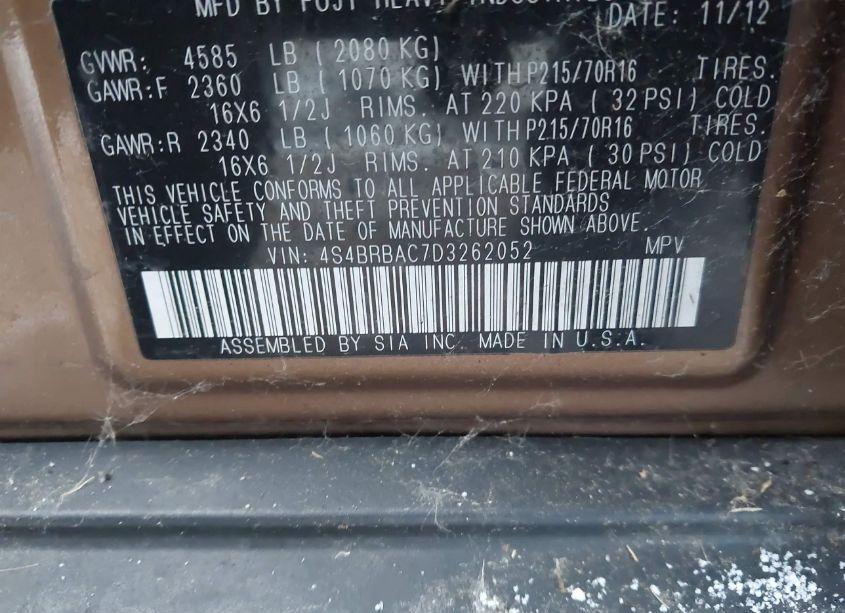 MFD BY FUJI HEAVY
DATE: 11/12
GVWR: 4585 LB ( 2080 KG)
GAWR:F 2360 LB ( 1070 KG) WITH P215/70R16 TIRES.
16X6 1/2J RIMS. AT 220 KPA ( 32 PSI ) COLD
GAWR:R 2340 LB ( 1060 KG) WITH P215/70R16 TIRES.
16X6 1/2J RIMS. AT 210 KPA ( 30 PSI ) COLD
THIS VEHICLE CONFORMS TO ALL APPLICABLE FEDERAL MOTOR
VEHICLE SAFETY AND THEFT PREVENTION STANDARDS
IN EFFECT ON THE DATE OF MANUFACTURE SHOWN ABOVE.
VIN: 4S4BRBAC7D3262052 MPV
ASSEMBLED BY SIA INC. MADE IN U.S.A.